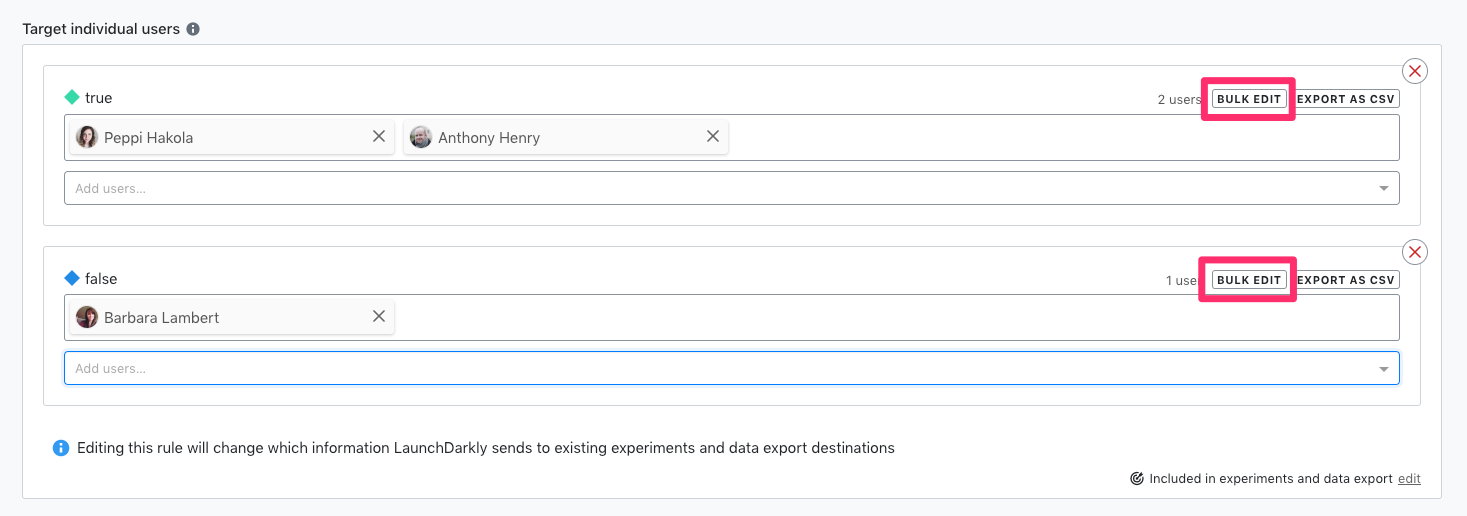 Target individual users
true
2 users BULK EDIT EXPORT AS CSV
Peppi Hakola Anthony Henry
Add users...
false
1 use BULK EDIT EXPORT AS CSV
Barbara Lambert
Add users...
Editing this rule will change which information LaunchDarkly sends to existing experiments and data export destinations
Included in experiments and data export edit